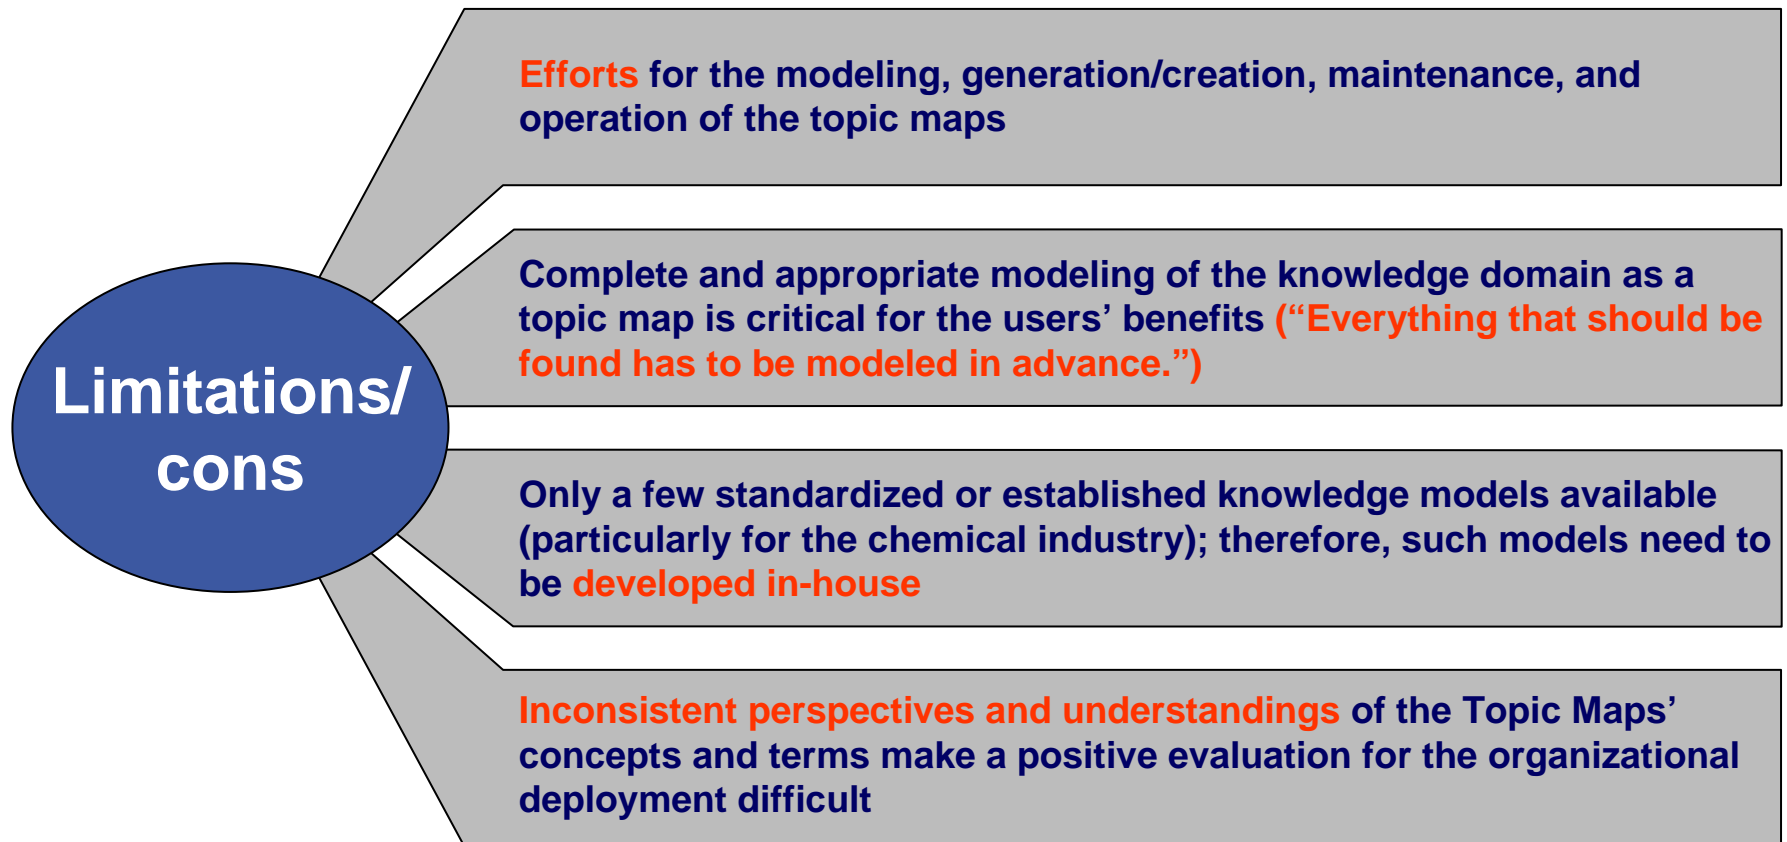 Limitations/
cons
Efforts for the modeling, generation/creation, maintenance, and
operation of the topic maps
Complete and appropriate modeling of the knowledge domain as a
topic map is critical for the users’ benefits (“Everything that should be
found has to be modeled in advance.”)
Only a few standardized or established knowledge models available
(particularly for the chemical industry); therefore, such models need to
be developed in-house
Inconsistent perspectives and understandings of the Topic Maps’
concepts and terms make a positive evaluation for the organizational
deployment difficult